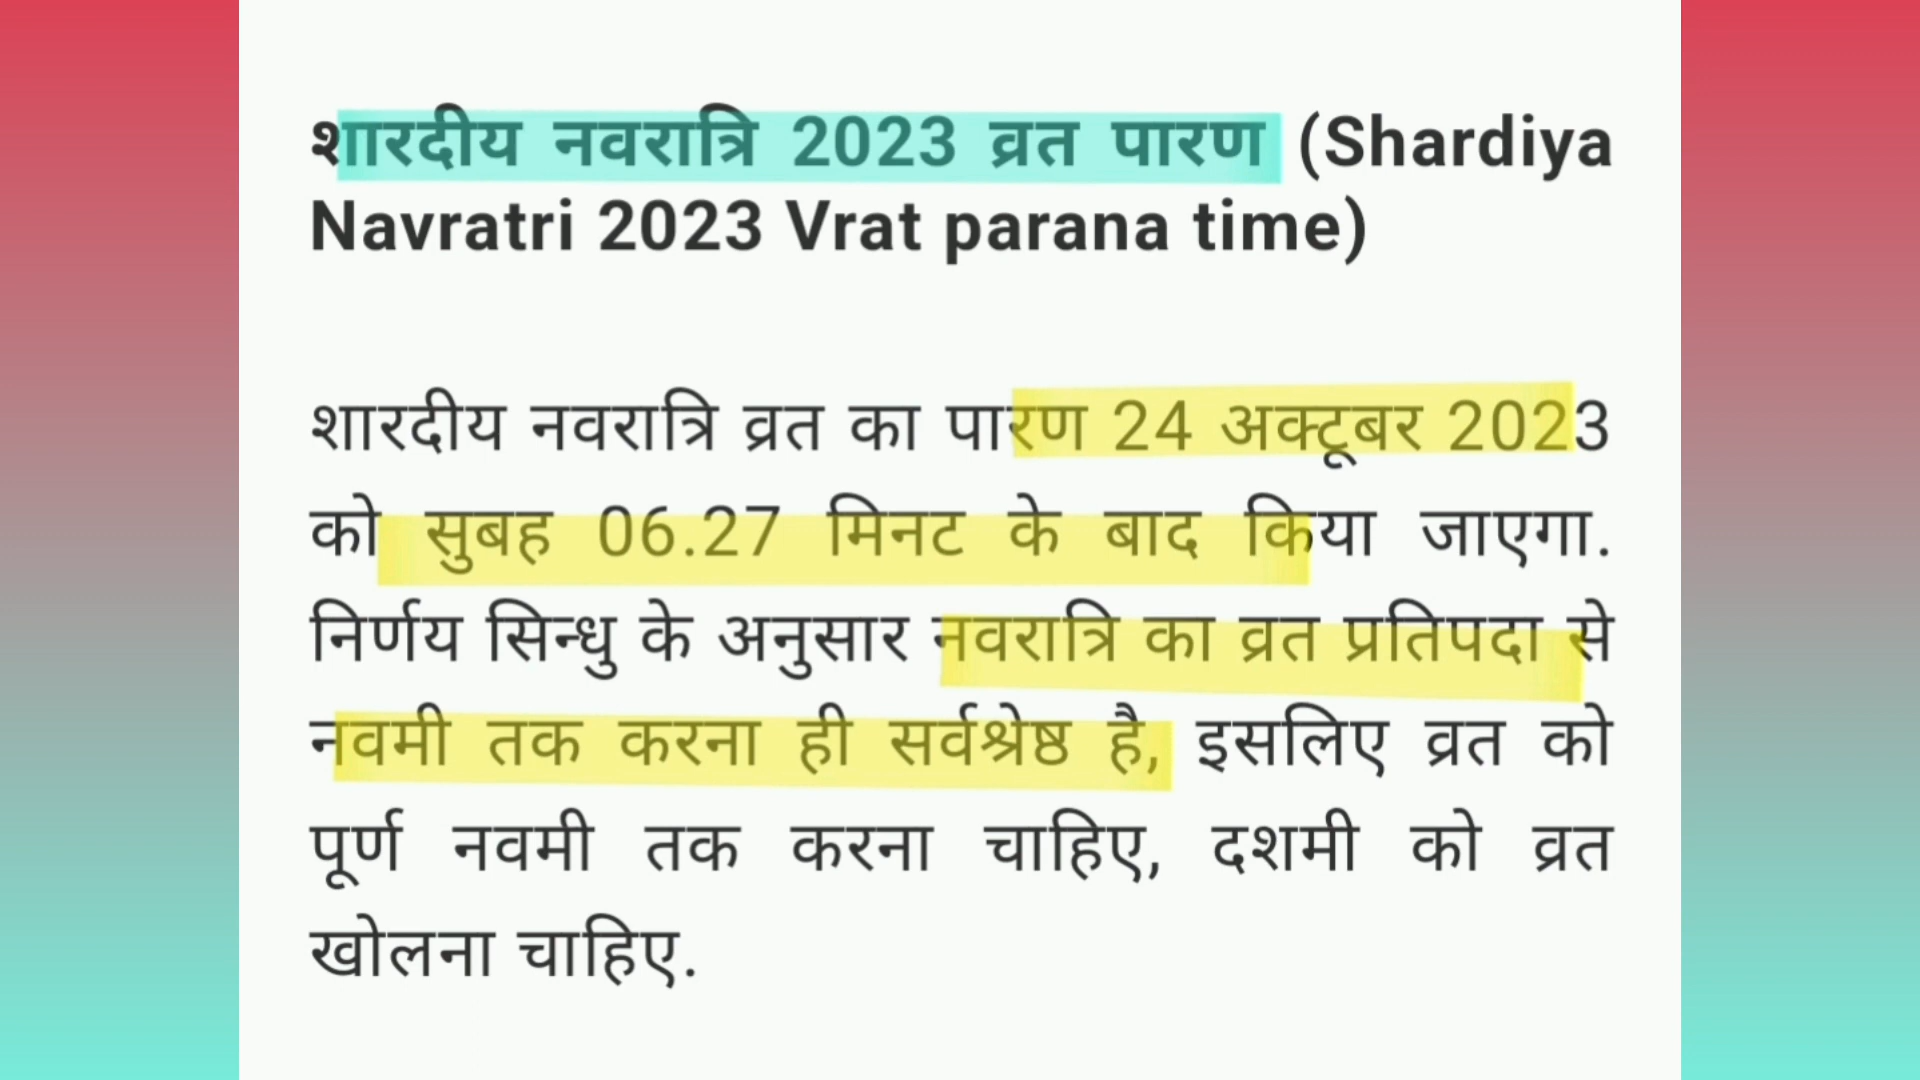 शारदीय नवरात्रि 2023 व्रत पारण (Shardiya
Navratri 2023 Vrat parana time)
शारदीय नवरात्रि व्रत का पारण 24 अक्टूबर 2023
को सुबह 06.27 मिनट के बाद किया जाएगा.
निर्णय सिन्धु के अनुसार नवरात्रि का व्रत प्रतिपदा से
नवमी तक करना ही सर्वश्रेष्ठ है, इसलिए व्रत को
पूर्ण नवमी तक करना चाहिए, दशमी को व्रत
खोलना चाहिए.